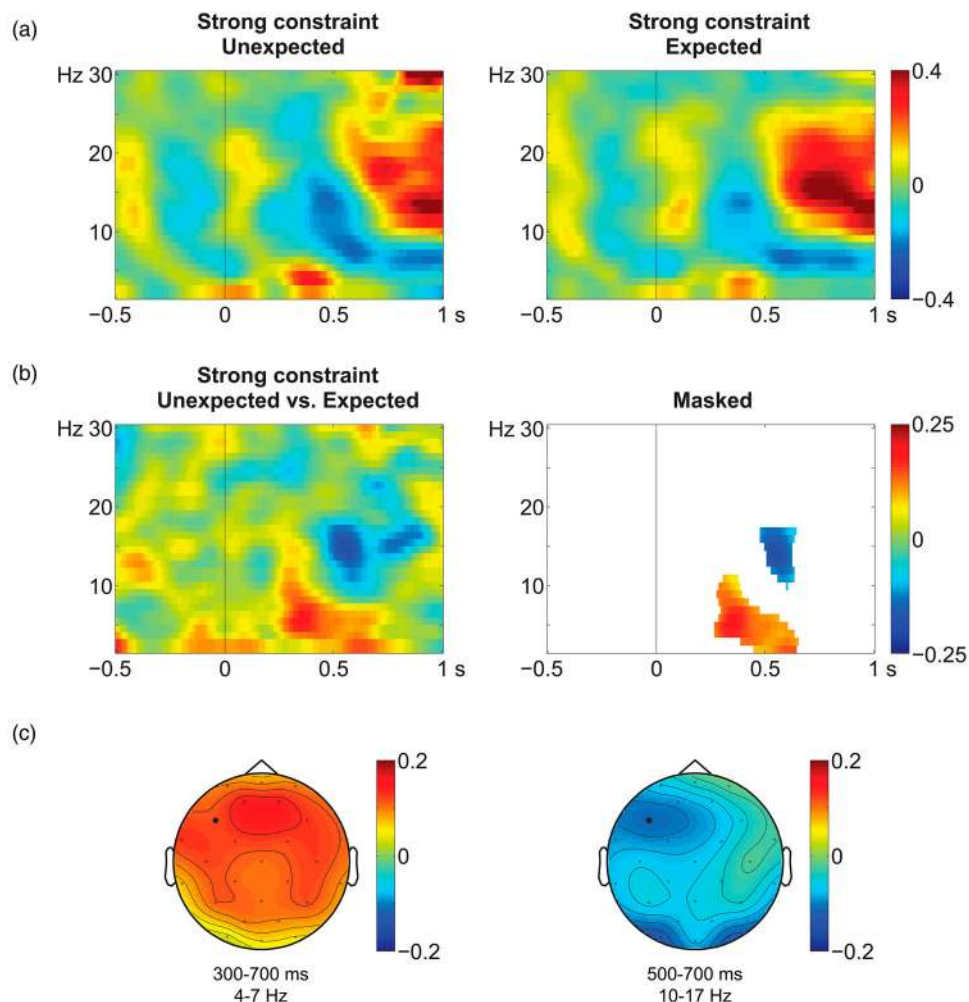 (a)
Strong constraint
Unexpected
Strong constraint
Expected
Hz 30
20
10
−0.5 0 0.5 1 s
Hz 30
20
10
−0.5 0 0.5 1 s
0.4
0
−0.4
(b)
Strong constraint
Unexpected vs. Expected
Masked
Hz 30
20
10
−0.5 0 0.5 1 s
Hz 30
20
10
−0.5 0 0.5 1 s
0.25
0
−0.25
(c)
0.2
0
−0.2
300-700 ms
4-7 Hz
0.2
0
−0.2
500-700 ms
10-17 Hz